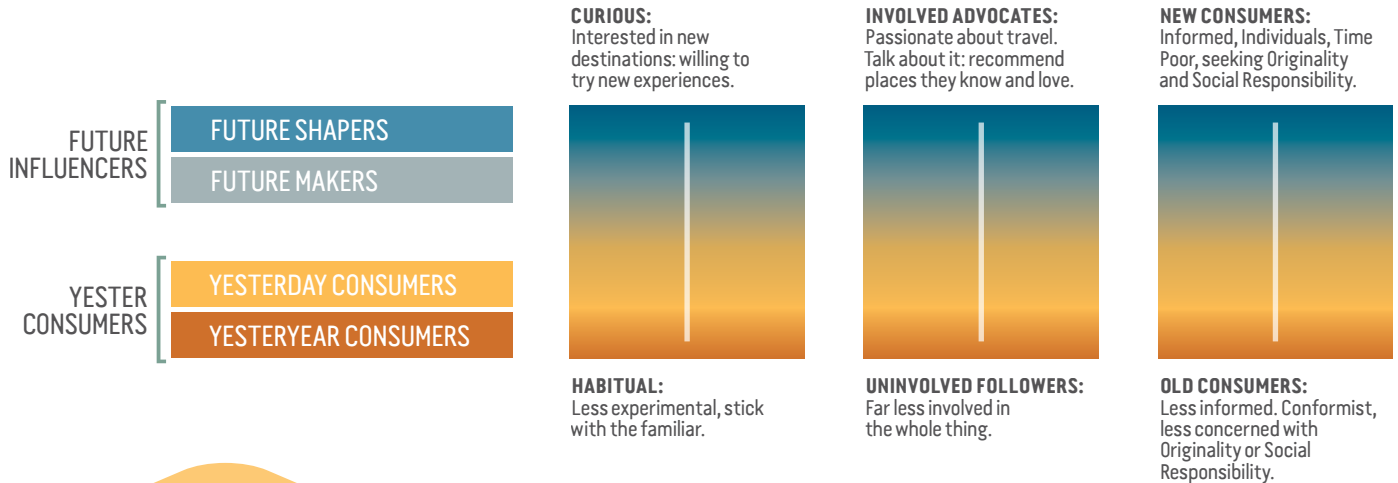 CURIOUS:
Interested in new
destinations: willing to
try new experiences.
INVOLVED ADVOCATES:
Passionate about travel.
Talk about it: recommend
places they know and love.
NEW CONSUMERS:
Informed, Individuals, Time
Poor, seeking Originality
and Social Responsibility.
FUTURE
INFLUENCERS
FUTURE SHAPERS
FUTURE MAKERS
YESTER
CONSUMERS
YESTERDAY CONSUMERS
YESTERYEAR CONSUMERS
HABITUAL:
Less experimental, stick
with the familiar.
UNINVOLVED FOLLOWERS:
Far less involved in
the whole thing.
OLD CONSUMERS:
Less informed. Conformist,
less concerned with
Originality or Social
Responsibility.